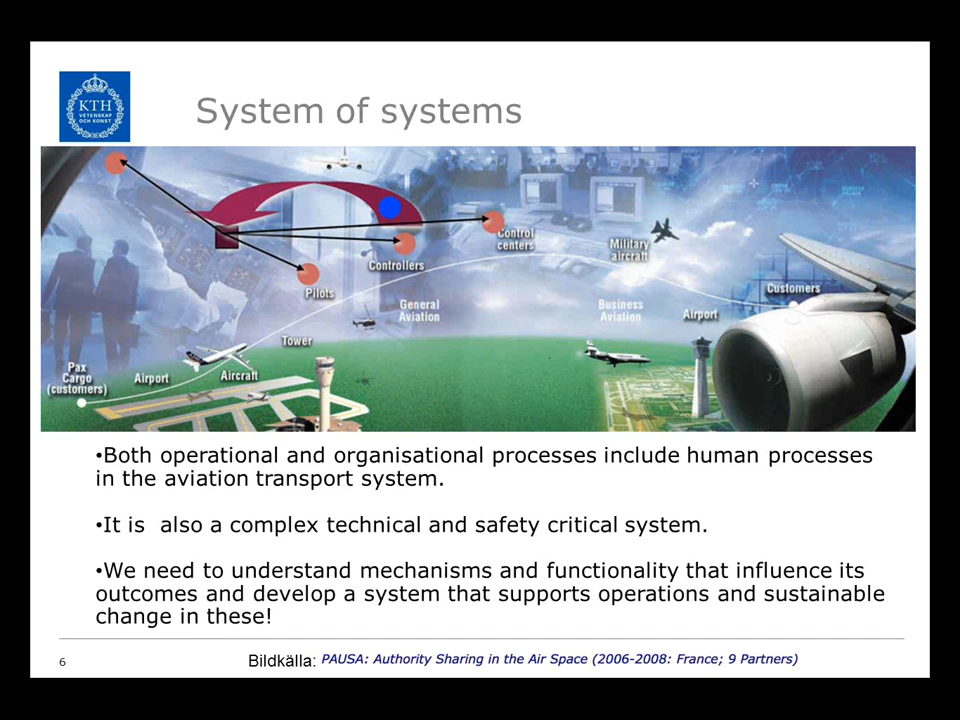 KTH
VETENSKAP
OCH KONST
System of systems
Control
centers
Controllers
Military
aircraft
Pilots
General
Aviation
Business
Aviation
Airport
Customers
Tower
Pax
Cargo
(customers)
Airport
Aircraft
•Both operational and organisational processes include human processes
in the aviation transport system.
•It is  also a complex technical and safety critical system.
•We need to understand mechanisms and functionality that influence its
outcomes and develop a system that supports operations and sustainable
change in these!
6
Bildkälla: PAUSA: Authority Sharing in the Air Space (2006-2008: France; 9 Partners)